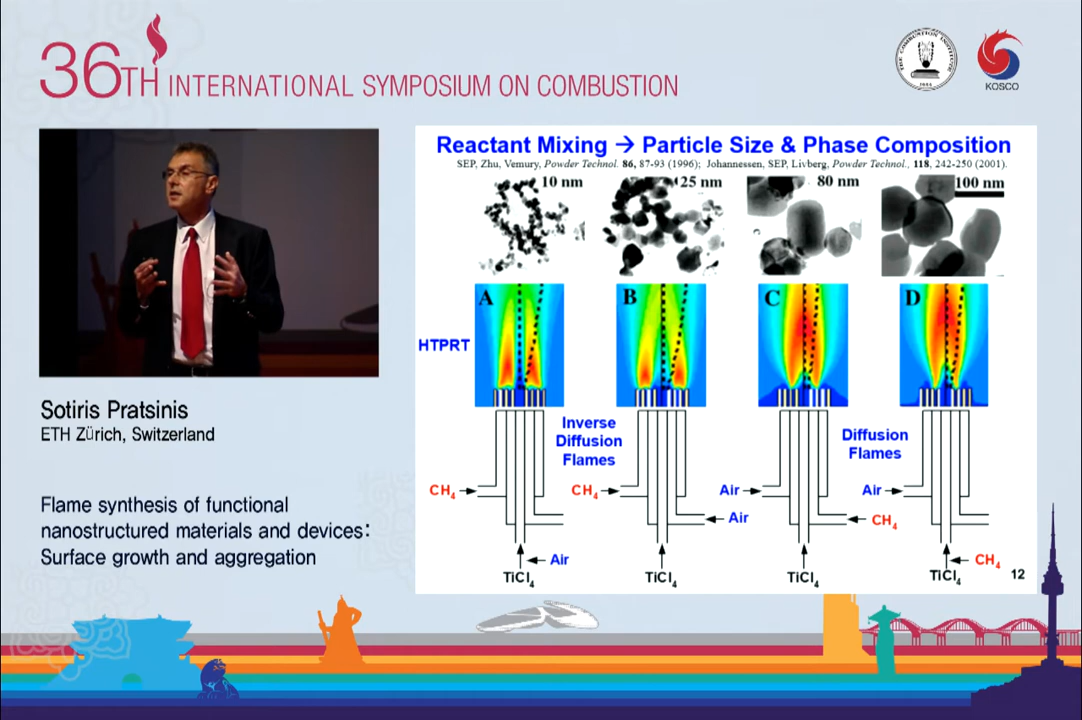 36TH INTERNATIONAL SYMPOSIUM ON COMBUSTION
THE COMBUSTION INSTITUTE
KOSCO
Reactant Mixing → Particle Size & Phase Composition
SEP, Zhu, Vemury, Powder Technol. 86, 87-93 (1996); Johannessen, SEP, Livberg, Powder Technol., 118, 242-250 (2001).
10 nm 25 nm 80 nm 100 nm
A B C D
HTPRT
Inverse
Diffusion
Flames
Diffusion
Flames
CH4 CH4 Air Air
Air CH4
Air CH4
TiCl4 TiCl4 TiCl4 TiCl4 12
Sotiris Pratsinis
ETH Zürich, Switzerland
Flame synthesis of functional
nanostructured materials and devices:
Surface growth and aggregation